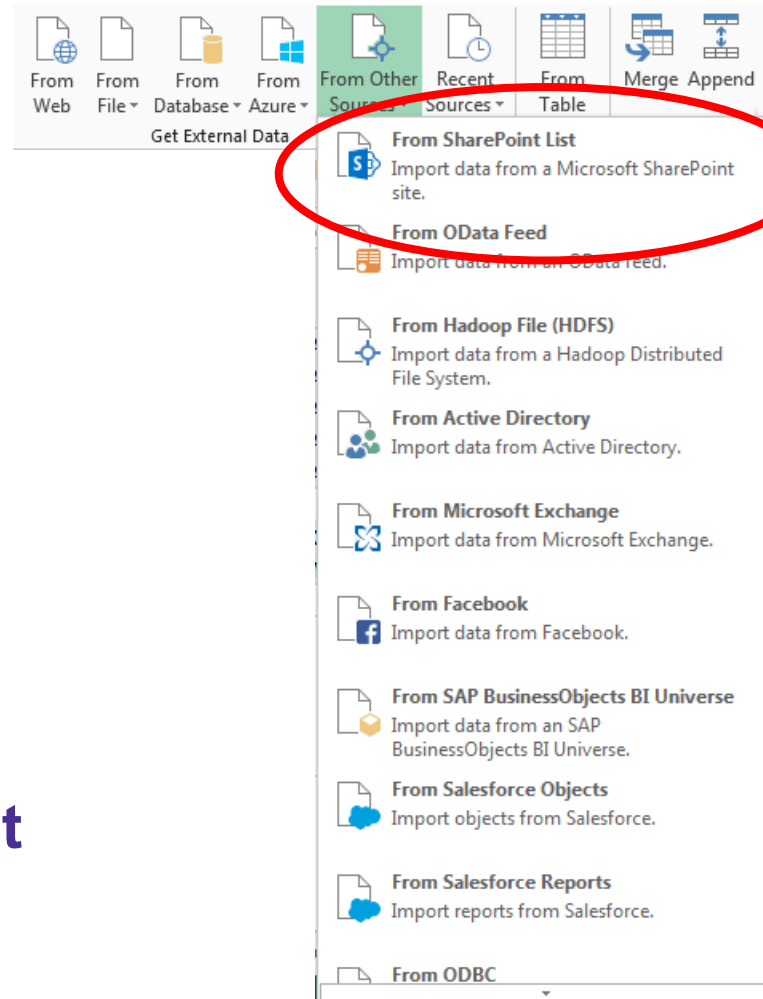 From Web
From File
From Database
From Azure
From Other Sources
Recent Sources
From Table
Merge
Append
Get External Data
From SharePoint List
Import data from a Microsoft SharePoint
site.
From OData Feed
Import data from an OData feed.
From Hadoop File (HDFS)
Import data from a Hadoop Distributed
File System.
From Active Directory
Import data from Active Directory.
From Microsoft Exchange
Import data from Microsoft Exchange.
From Facebook
Import data from Facebook.
From SAP BusinessObjects BI Universe
Import data from an SAP
BusinessObjects BI Universe.
From Salesforce Objects
Import objects from Salesforce.
t
From Salesforce Reports
Import reports from Salesforce.
From ODBC